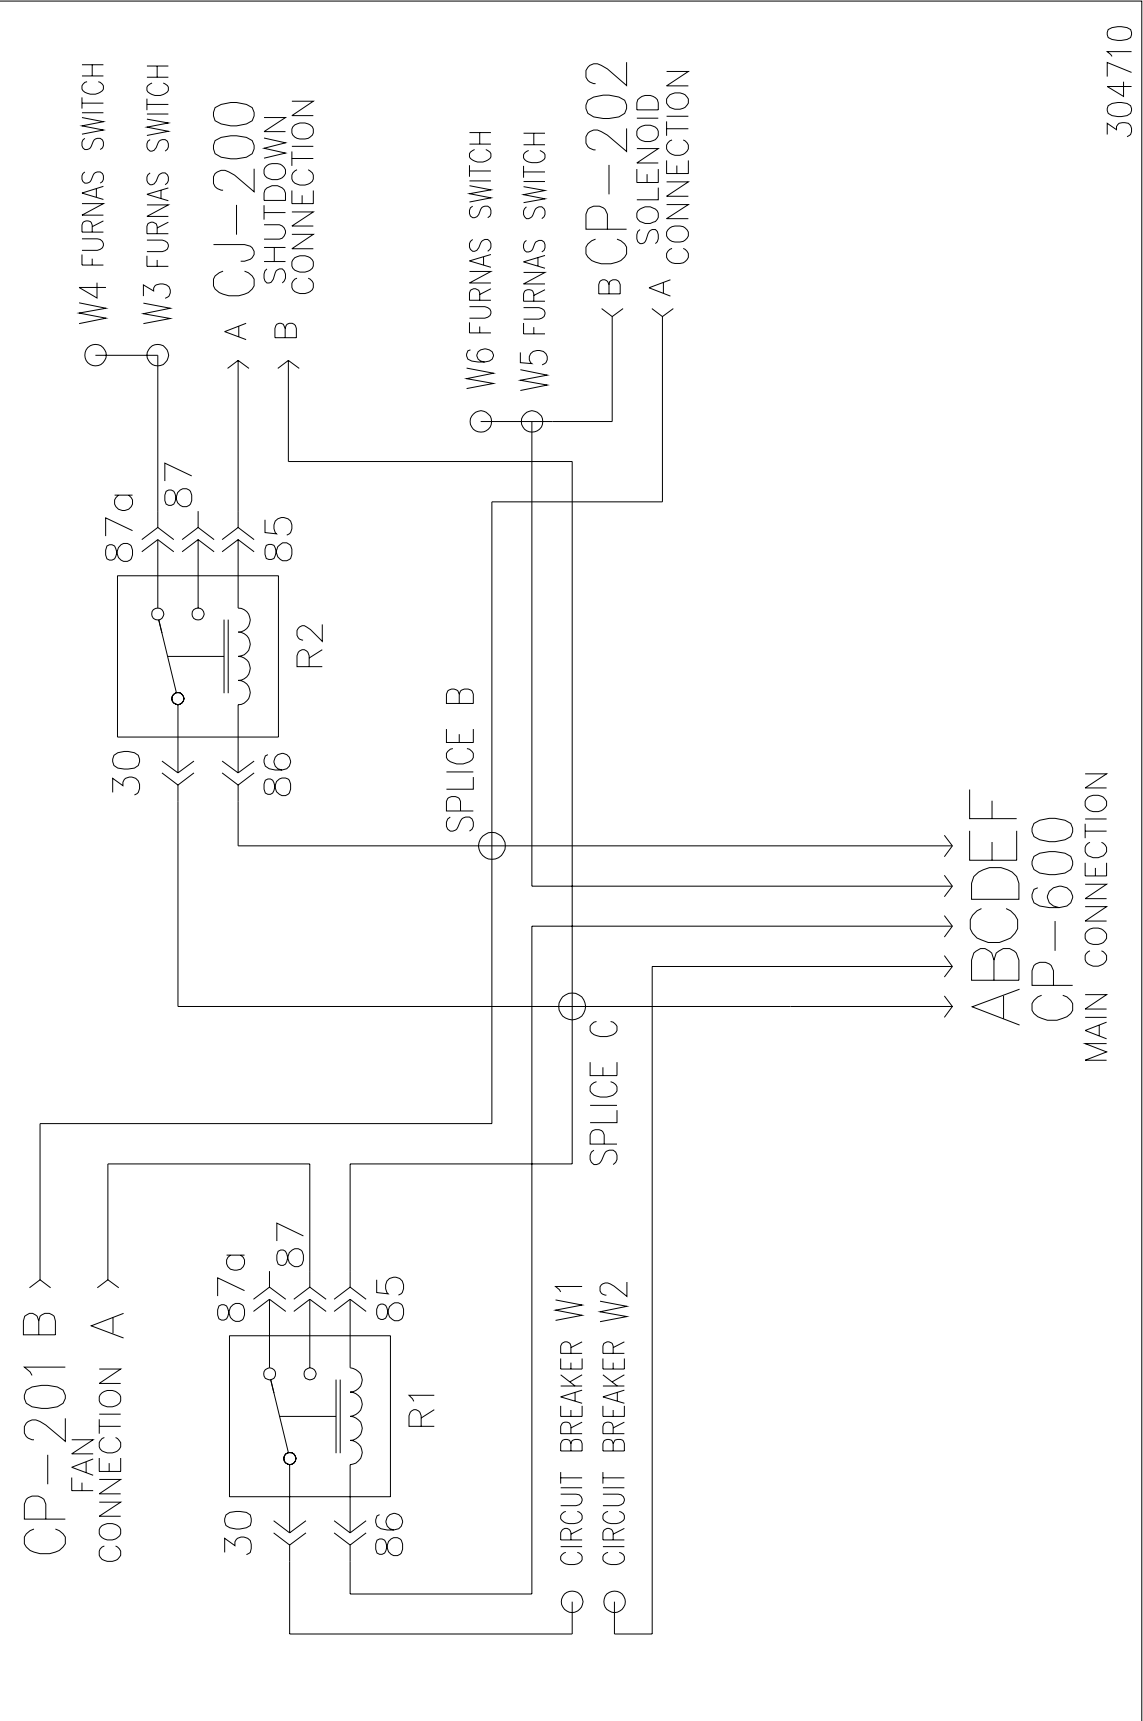 CP-201 B
FAN
CONNECTION A
87a
87
30
86
85
R1
CIRCUIT BREAKER W1
CIRCUIT BREAKER W2
SPLICE C
SPLICE B
30
86
87a
87
85
R2
W4 FURNAS SWITCH
W3 FURNAS SWITCH
A CJ-200
SHUTDOWN
B CONNECTION
W6 FURNAS SWITCH
W5 FURNAS SWITCH
B CP-202
SOLENOID
A CONNECTION
ABCDEF
CP-600
MAIN CONNECTION
304710